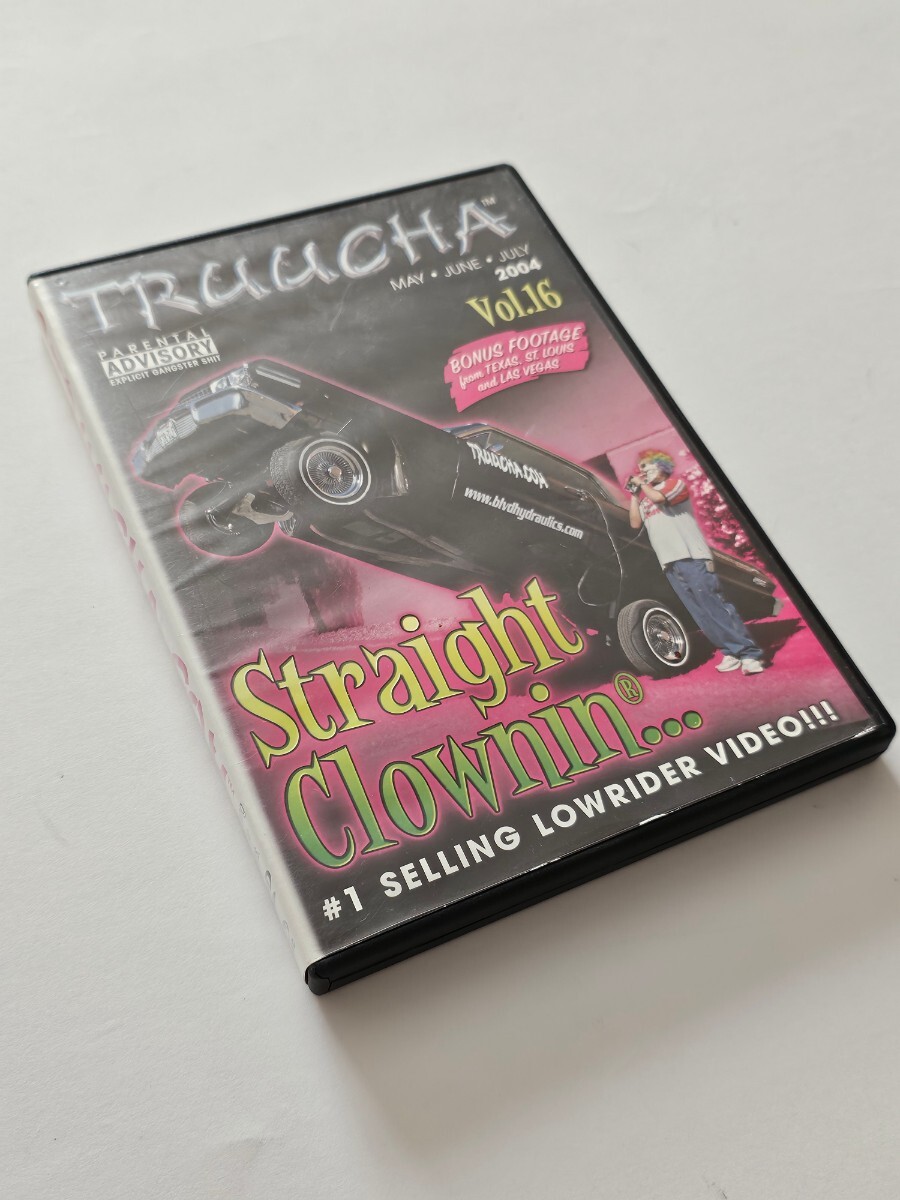 TRUUCHA™
MAY • JUNE • JULY
2004
Vol.16
PARENTAL
ADVISORY
EXPLICIT GANGSTER SHIT
BONUS FOOTAGE
from TEXAS, ST. LOUIS
and LAS VEGAS
TRUUCHA.COM
www.blvdhydraulics.com
Straight
Clownin®...
#1 SELLING LOWRIDER VIDEO!!!